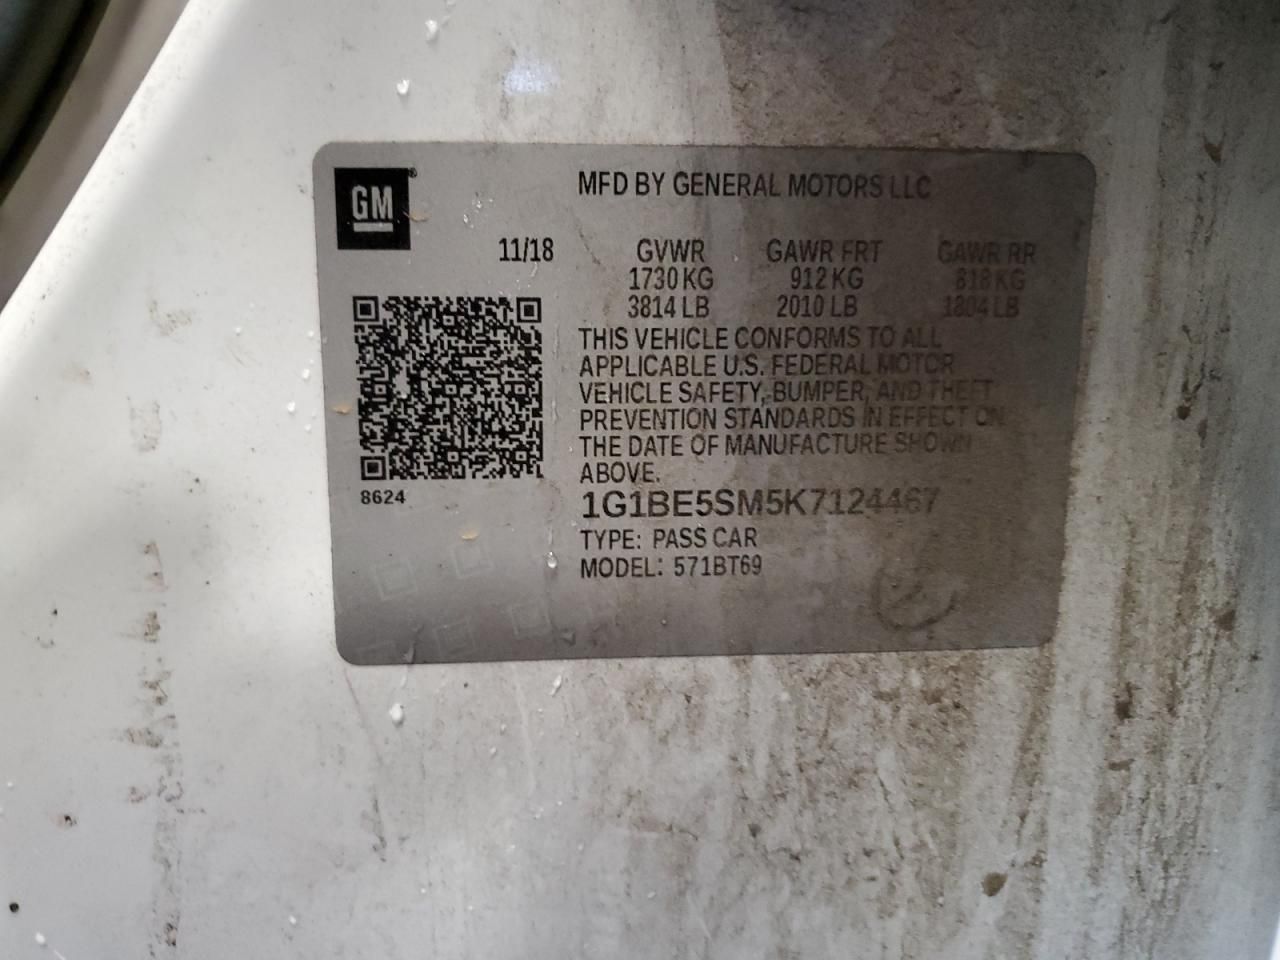 GM
MFD BY GENERAL MOTORS LLC
11/18
GVWR GAWR FRT GAWR RR
1730 KG 912 KG 818 KG
3814 LB 2010 LB 1804 LB
THIS VEHICLE CONFORMS TO ALL
APPLICABLE U.S. FEDERAL MOTOR
VEHICLE SAFETY, BUMPER, AND THEFT
PREVENTION STANDARDS IN EFFECT ON
THE DATE OF MANUFACTURE SHOWN
ABOVE.
8624
1G1BE5SM5K7124467
TYPE: PASS CAR
MODEL: 571BT69